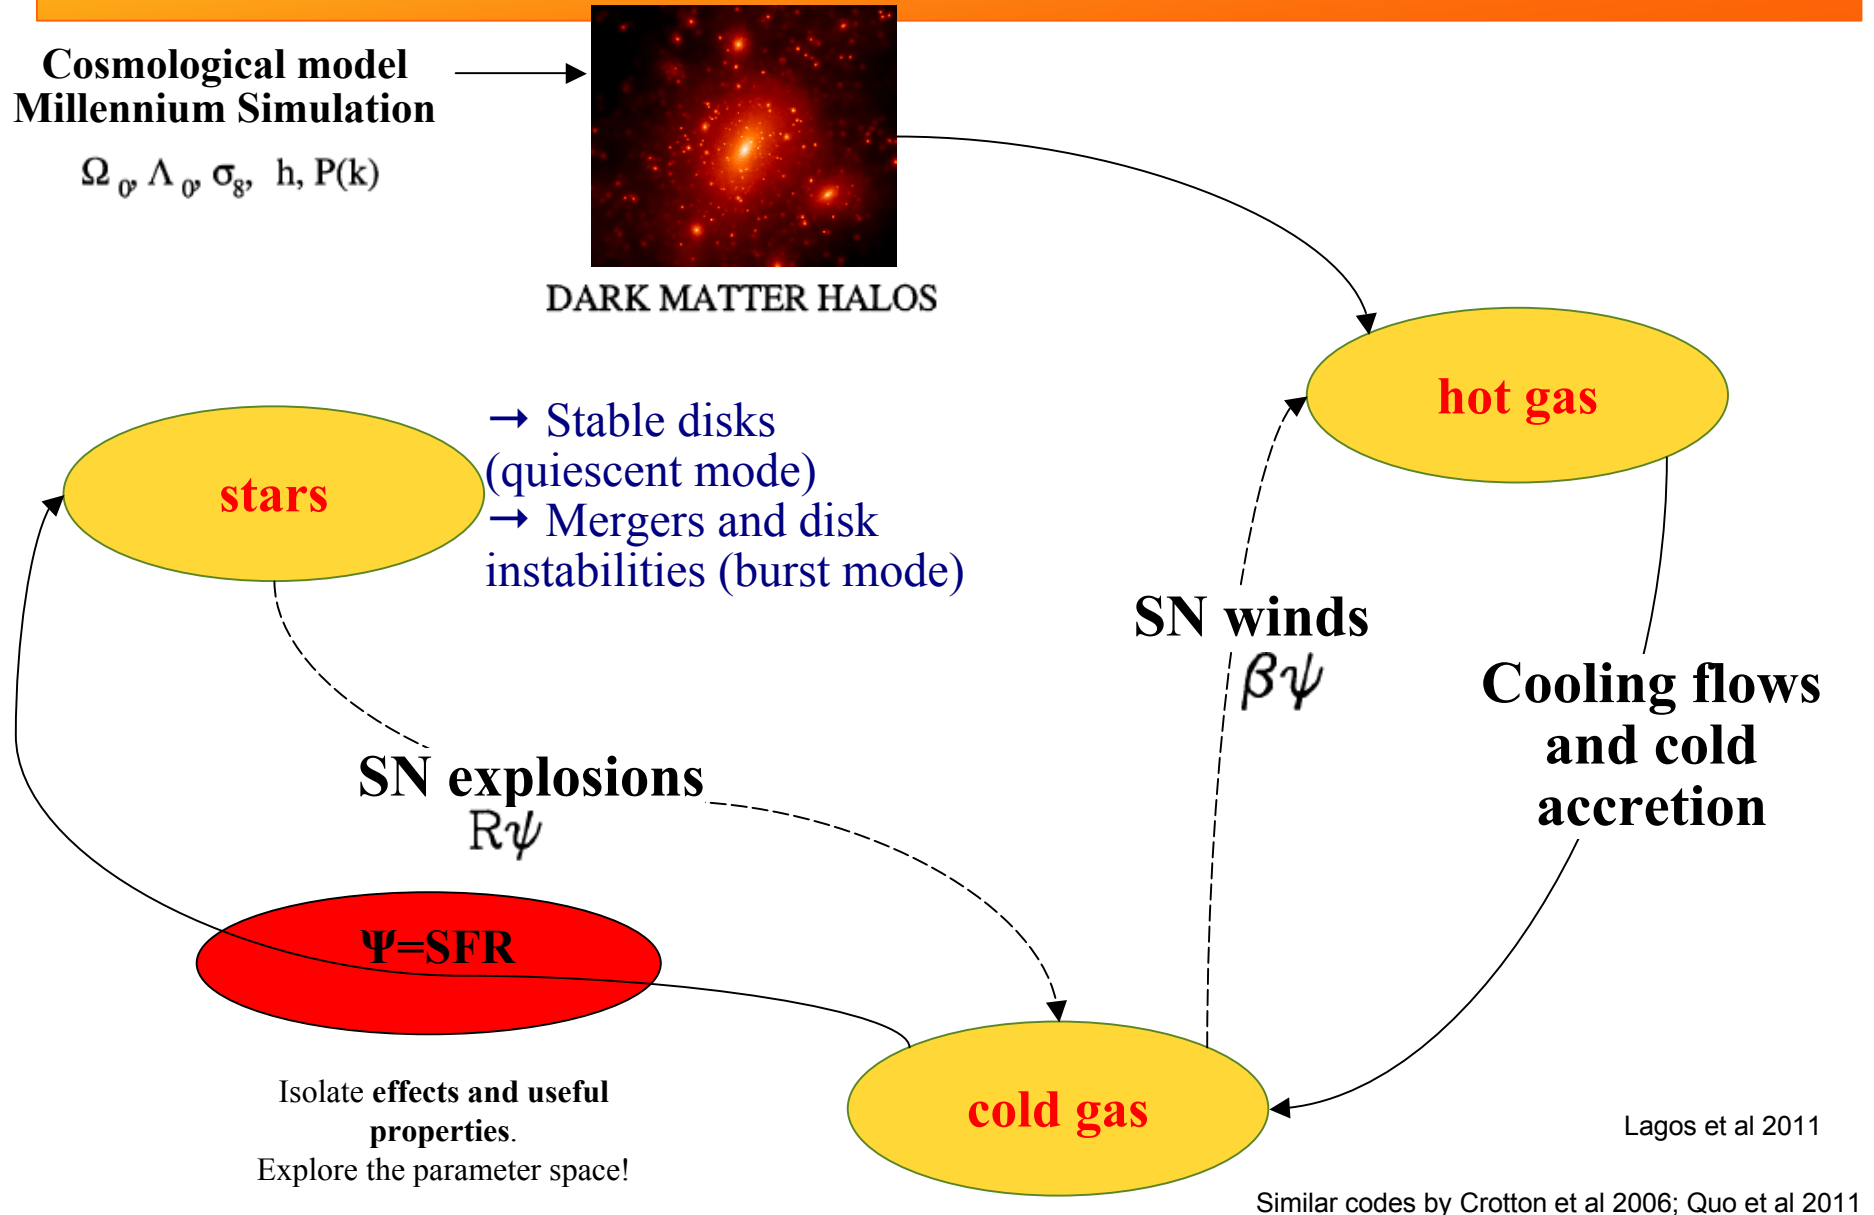 Cosmological model
Millennium Simulation
Ω₀, Λ₀, σ₈, h, P(k)
DARK MATTER HALOS
hot gas
→ Stable disks
(quiescent mode)
→ Mergers and disk
instabilities (burst mode)
stars
SN winds
βψ
Cooling flows
and cold
accretion
SN explosions
Rψ
Ψ=SFR
cold gas
Isolate effects and useful
properties.
Explore the parameter space!
Lagos et al 2011
Similar codes by Crotton et al 2006; Quo et al 2011